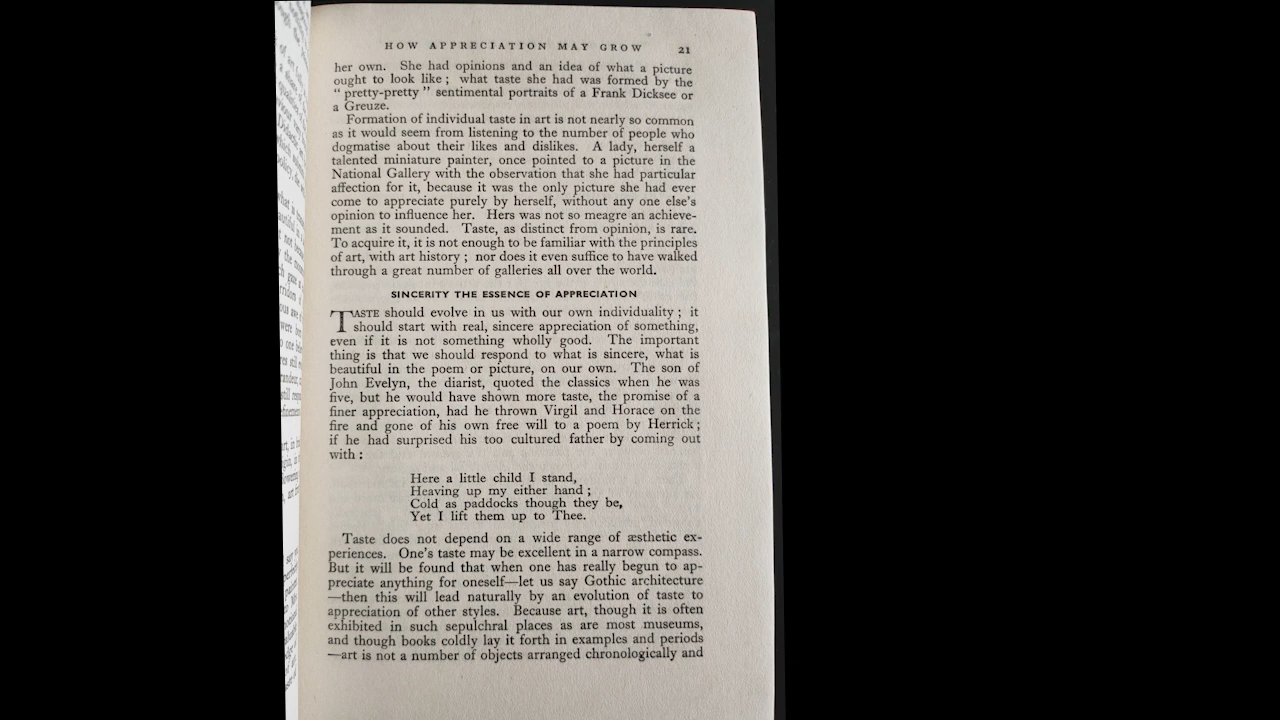 HOW APPRECIATION MAY GROW 21
her own. She had opinions and an idea of what a picture
ought to look like ; what taste she had was formed by the
“ pretty-pretty ” sentimental portraits of a Frank Dicksee or
a Greuze.
Formation of individual taste in art is not nearly so common
as it would seem from listening to the number of people who
dogmatise about their likes and dislikes. A lady, herself a
talented miniature painter, once pointed to a picture in the
National Gallery with the observation that she had particular
affection for it, because it was the only picture she had ever
come to appreciate purely by herself, without any one else's
opinion to influence her. Hers was not so meagre an achieve-
ment as it sounded. Taste, as distinct from opinion, is rare.
To acquire it, it is not enough to be familiar with the principles
of art, with art history ; nor does it even suffice to have walked
through a great number of galleries all over the world.
SINCERITY THE ESSENCE OF APPRECIATION
TASTE should evolve in us with our own individuality ; it
should start with real, sincere appreciation of something,
even if it is not something wholly good. The important
thing is that we should respond to what is sincere, what is
beautiful in the poem or picture, on our own. The son of
John Evelyn, the diarist, quoted the classics when he was
five, but he would have shown more taste, the promise of a
finer appreciation, had he thrown Virgil and Horace on the
fire and gone of his own free will to a poem by Herrick ;
if he had surprised his too cultured father by coming out
with :
Here a little child I stand,
Heaving up my either hand ;
Cold as paddocks though they be,
Yet I lift them up to Thee.
Taste does not depend on a wide range of æsthetic ex-
periences. One's taste may be excellent in a narrow compass.
But it will be found that when one has really begun to ap-
preciate anything for oneself—let us say Gothic architecture
—then this will lead naturally by an evolution of taste to
appreciation of other styles. Because art, though it is often
exhibited in such sepulchral places as are most museums,
and though books coldly lay it forth in examples and periods
—art is not a number of objects arranged chronologically and